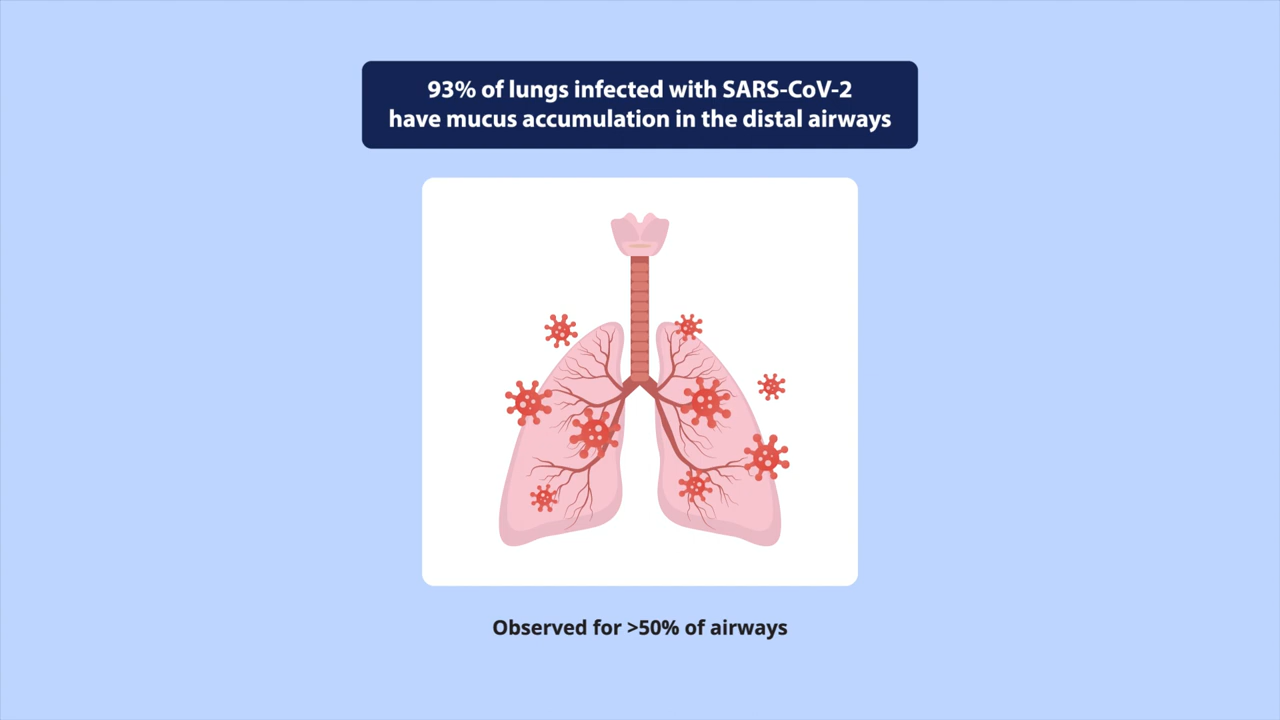 93% of lungs infected with SARS-CoV-2
have mucus accumulation in the distal airways
Observed for >50% of airways